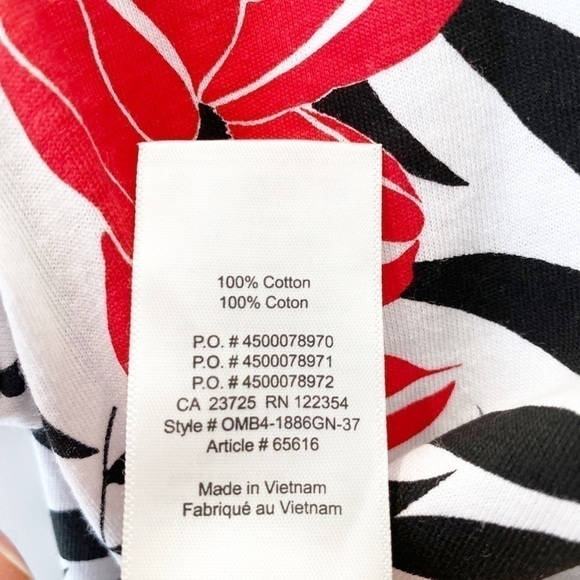 100% Cotton
100% Coton
P.O. # 4500078970
P.O. # 4500078971
P.O. # 4500078972
CA 23725 RN 122354
Style # OMB4-1886GN-37
Article # 65616
Made in Vietnam
Fabriqué au Vietnam